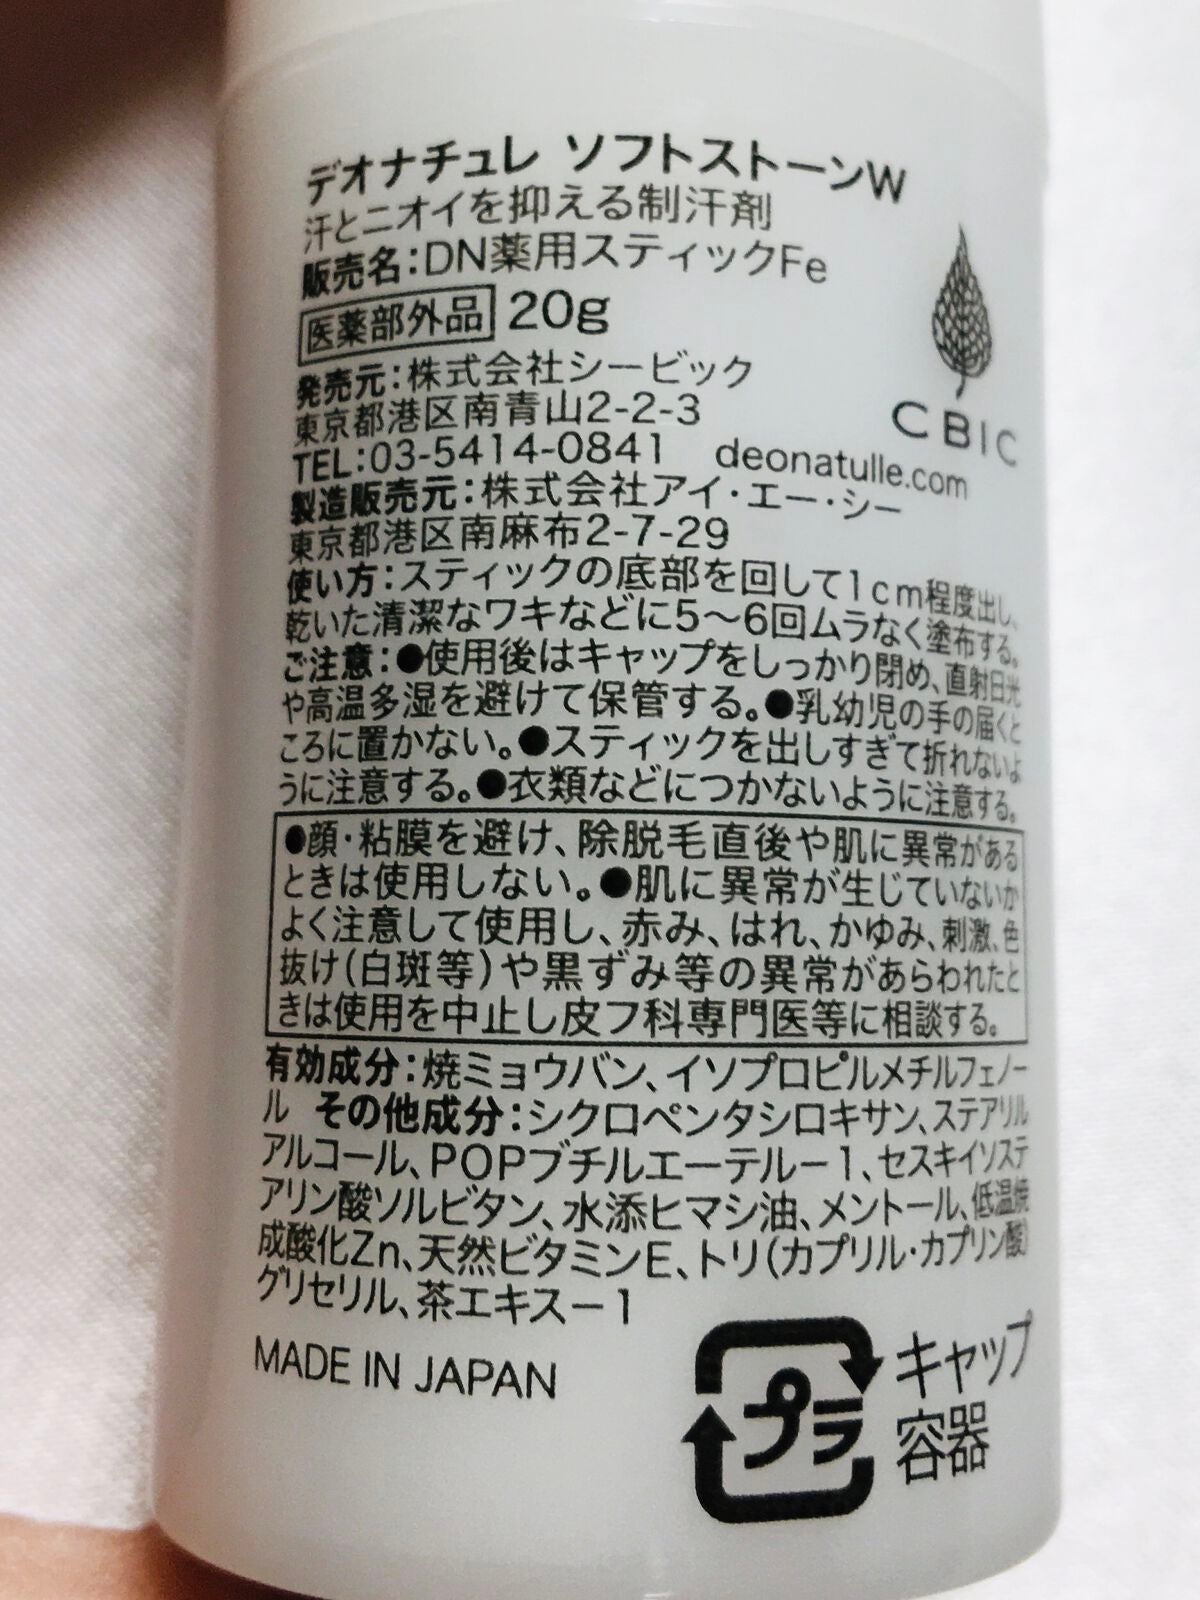 デオナチュレ ソフトストーンW
汗とニオイを抑える制汗剤
販売名：DN薬用スティックFe
医薬部外品 20g
発売元：株式会社シービック
東京都港区南青山2-2-3
TEL：03-5414-0841 deonatulle.com
CBIC
製造販売元：株式会社アイ・エー・シー
東京都港区南麻布2-7-29
使い方：スティックの底部を回して1cm程度出し、
乾いた清潔なワキなどに5〜6回ムラなく塗布する。
ご注意：●使用後はキャップをしっかり閉め、直射日光
や高温多湿を避けて保管する。●乳幼児の手の届くと
ころに置かない。●スティックを出しすぎて折れないよ
うに注意する。●衣類などにつかないように注意する。
●顔・粘膜を避け、除脱毛直後や肌に異常がある
ときは使用しない。●肌に異常が生じていないか
よく注意して使用し、赤み、はれ、かゆみ、刺激、色
抜け(白斑等)や黒ずみ等の異常があらわれたと
きは使用を中止し皮フ科専門医等に相談する。
有効成分：焼ミョウバン、イソプロピルメチルフェノー
ル その他成分：シクロペンタシロキサン、ステアリル
アルコール、POPブチルエーテル－1、セスキイソステ
アリン酸ソルビタン、水添ヒマシ油、メントール、低温焼
成酸化Zn、天然ビタミンE、トリ(カプリル・カプリン酸)
グリセリル、茶エキス－1
MADE IN JAPAN
プラ
キャップ
容器